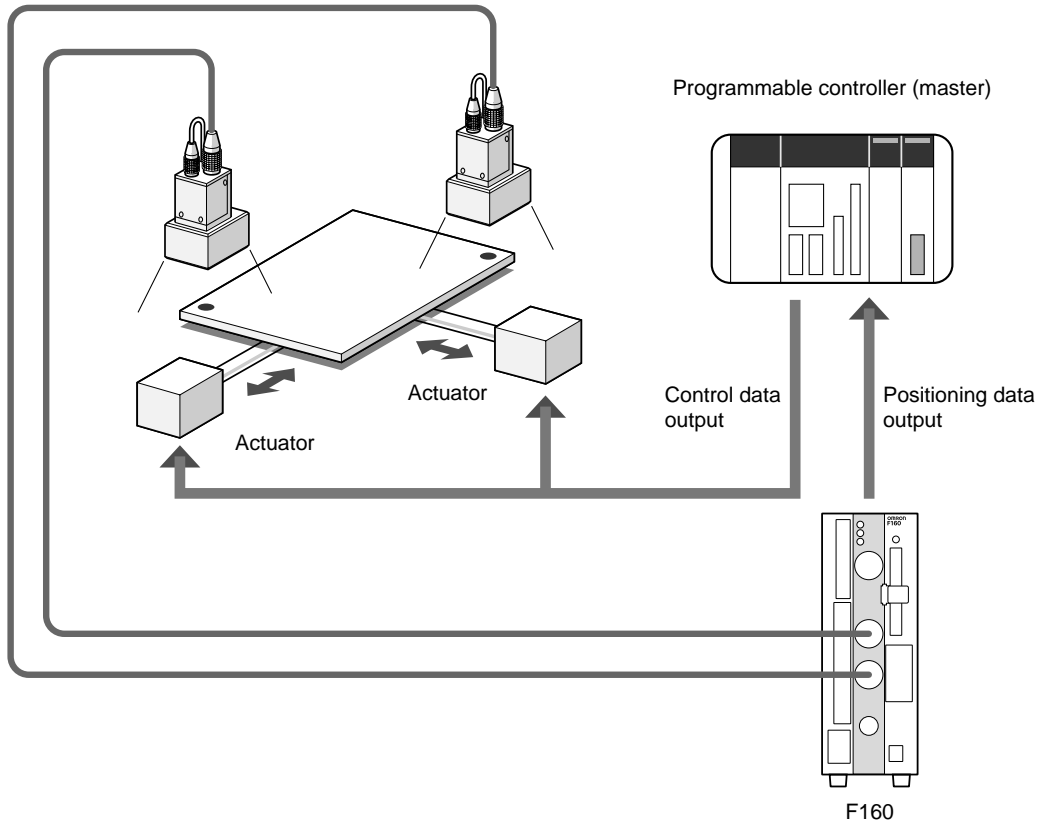 Programmable controller (master)
Actuator
Actuator
Control data
output
Positioning data
output
OMRON
F160
F160